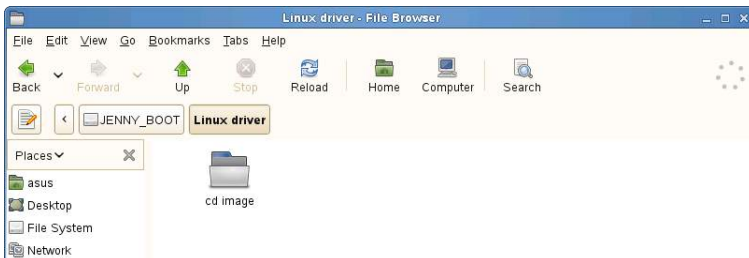 Linux driver - File Browser
File Edit View Go Bookmarks Tabs Help
Back Forward Up Stop Reload Home Computer Search
JENNY_BOOT Linux driver
Places
asus
Desktop
File System
Network
cd image